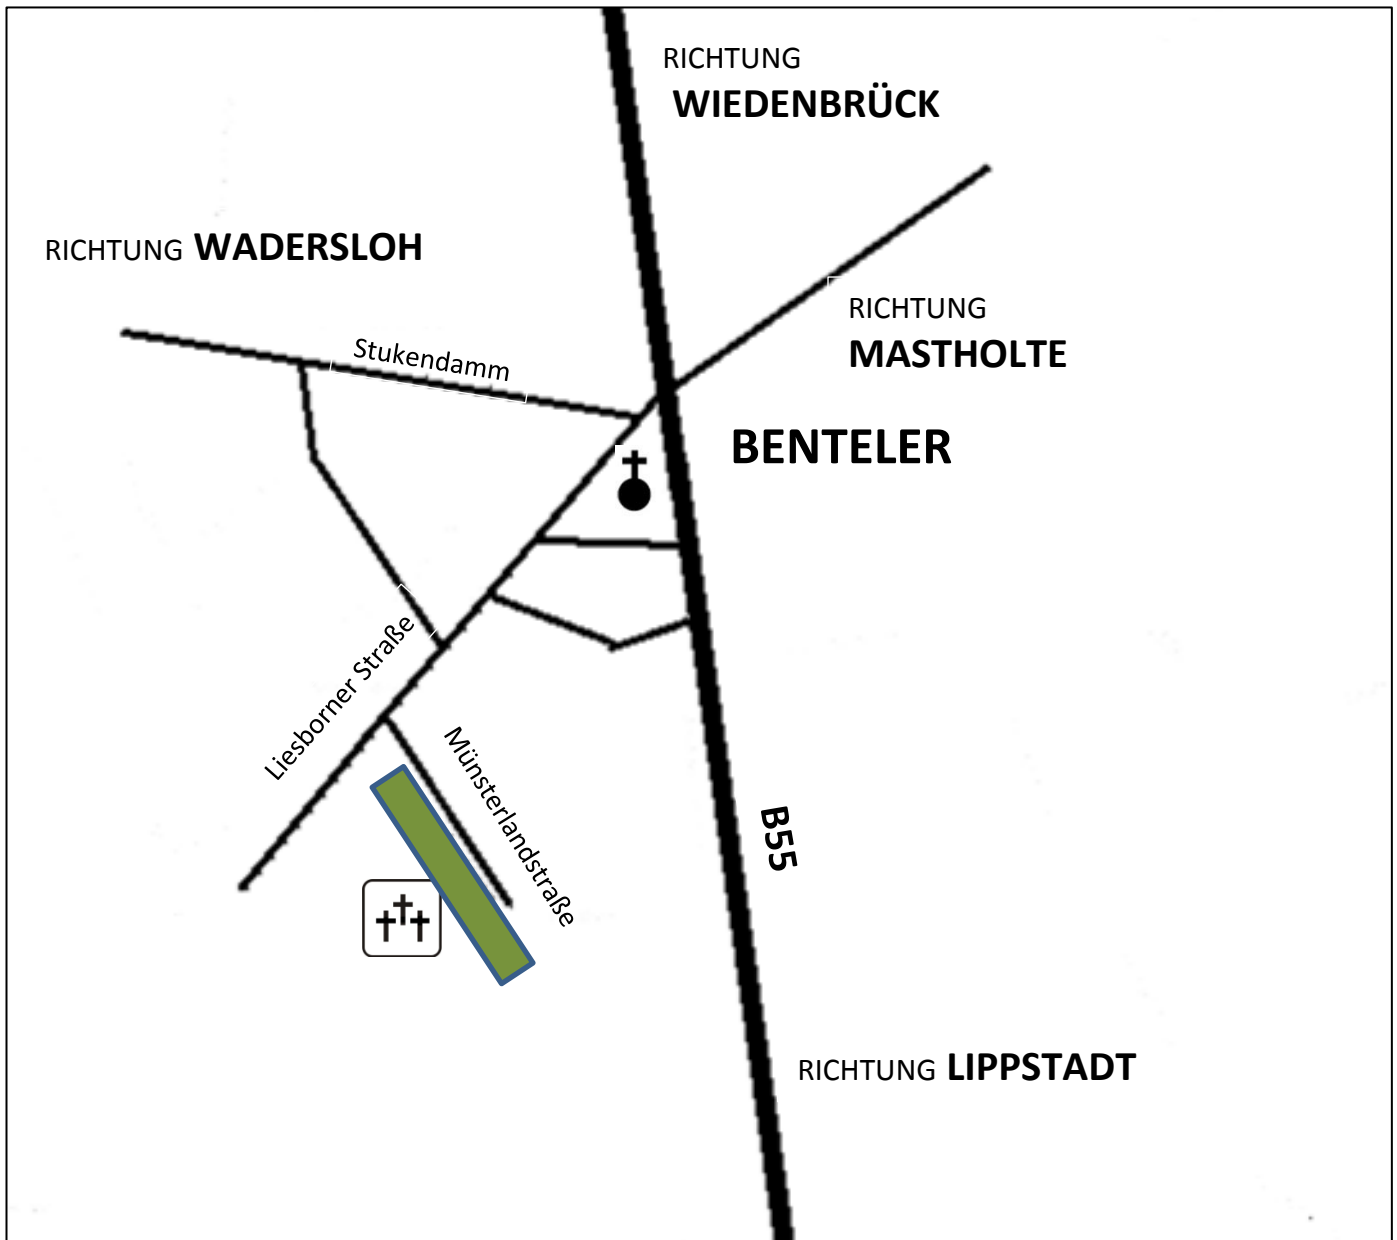 RICHTUNG
WIEDENBRÜCK
RICHTUNG WADERSLOH
RICHTUNG
MASTHOLTE
Stukendamm
BENTELER
Liesborner Straße
Münsterlandstraße
B55
RICHTUNG LIPPSTADT